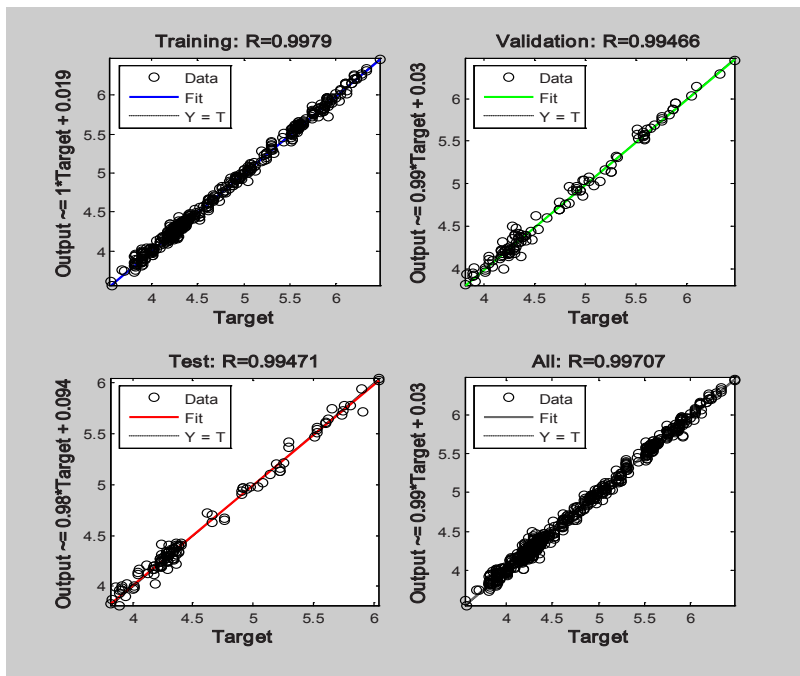 Training: R=0.9979
Output ~= 1*Target + 0.019
Data
Fit
Y = T
6
5.5
5
4.5
4
4
4.5
5
5.5
6
Target
Validation: R=0.99466
Output ~= 0.99*Target + 0.03
Data
Fit
Y = T
6
5.5
5
4.5
4
4
4.5
5
5.5
6
Target
Test: R=0.99471
Output ~= 0.98*Target + 0.094
Data
Fit
Y = T
6
5.5
5
4.5
4
4
4.5
5
5.5
6
Target
All: R=0.99707
Output ~= 0.99*Target + 0.03
Data
Fit
Y = T
6
5.5
5
4.5
4
4
4.5
5
5.5
6
Target